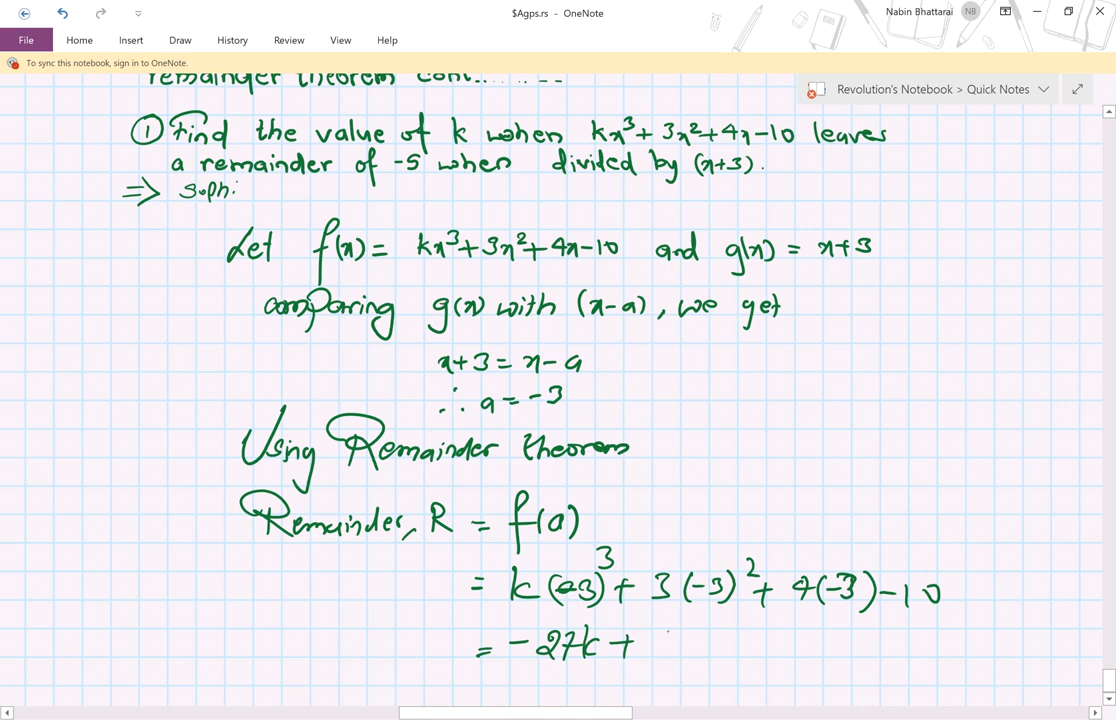 $Agps.rs - OneNote
Nabin Bhattarai NB
File Home Insert Draw History Review View Help
To sync this notebook, sign in to OneNote.
Revolution's Notebook > Quick Notes
remainder theorem cont.........
① Find the value of k when kx³+3x²+4x-10 leaves
a remainder of -5 when divided by (x+3).
=> Soln:
Let f(x) = kx³+3x²+4x-10 and g(x) = x+3
comparing g(x) with (x-a), we get
x+3 = x-a
∴ a = -3
Using Remainder theorem
Remainder, R = f(a)
= k(-3)³ + 3(-3)² + 4(-3) -10
= -27k +